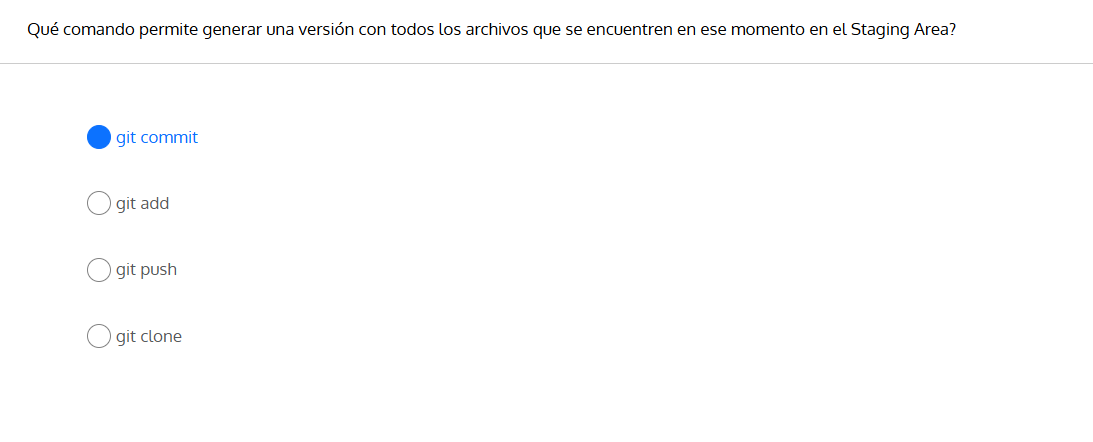 Qué comando permite generar una versión con todos los archivos que se encuentren en ese momento en el Staging Area?
git commit
git add
git push
git clone